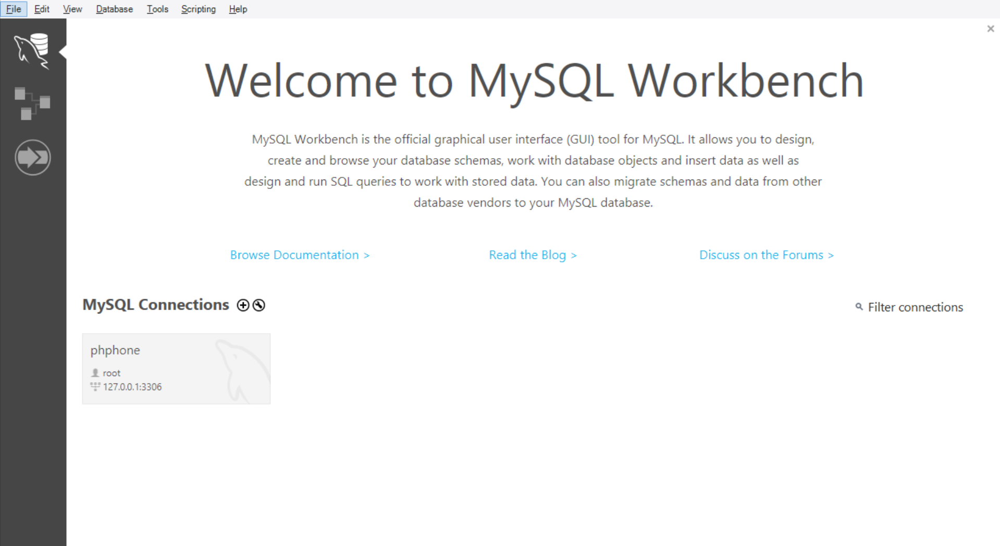 File Edit View Database Tools Scripting Help
Welcome to MySQL Workbench
MySQL Workbench is the official graphical user interface (GUI) tool for MySQL. It allows you to design,
create and browse your database schemas, work with database objects and insert data as well as
design and run SQL queries to work with stored data. You can also migrate schemas and data from other
database vendors to your MySQL database.
Browse Documentation > Read the Blog > Discuss on the Forums >
MySQL Connections
Filter connections
phphone
root
127.0.0.1:3306